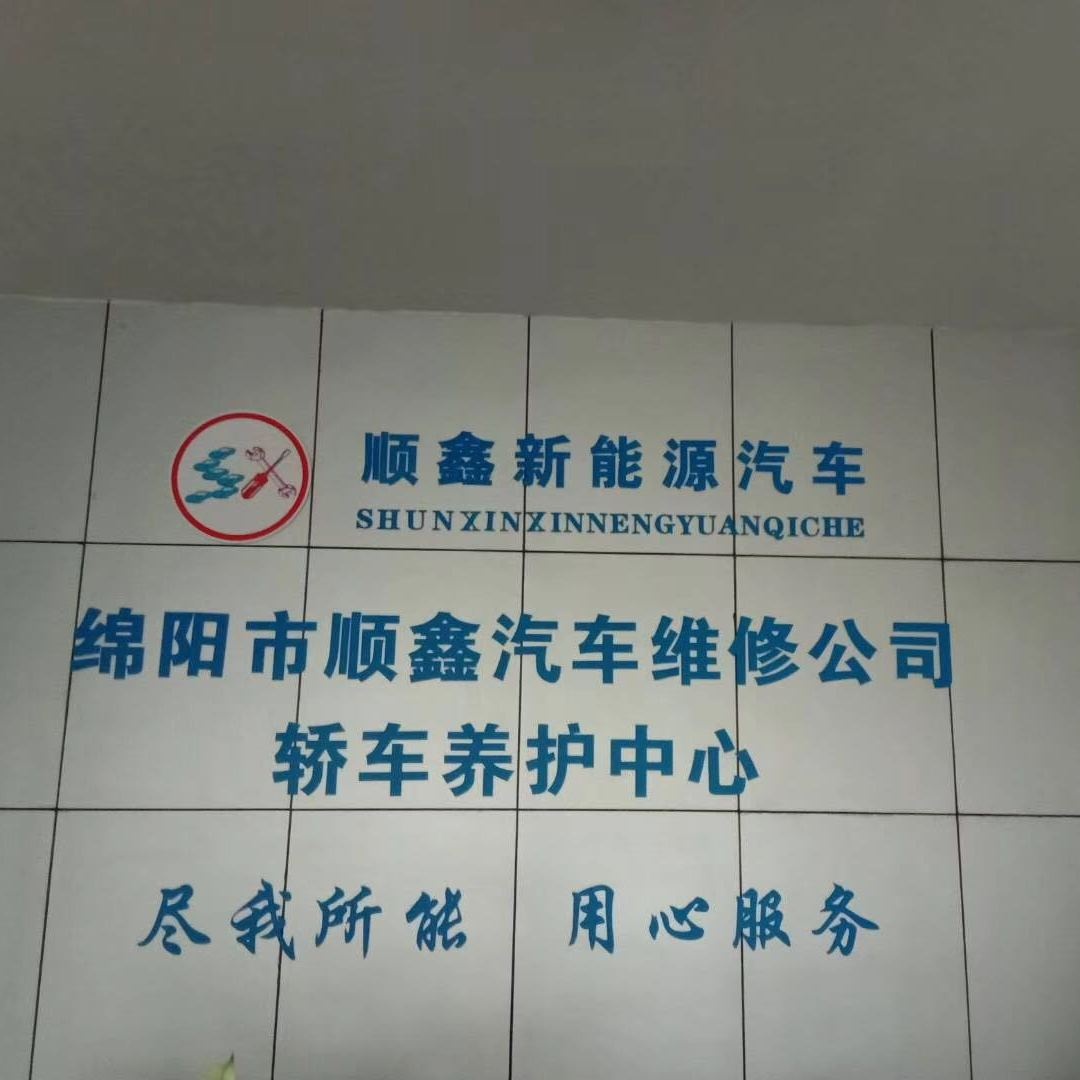 顺鑫新能源汽车
SHUNXINXINNENGYUANQICHE
绵阳市顺鑫汽车维修公司
轿车养护中心
尽我所能 用心服务